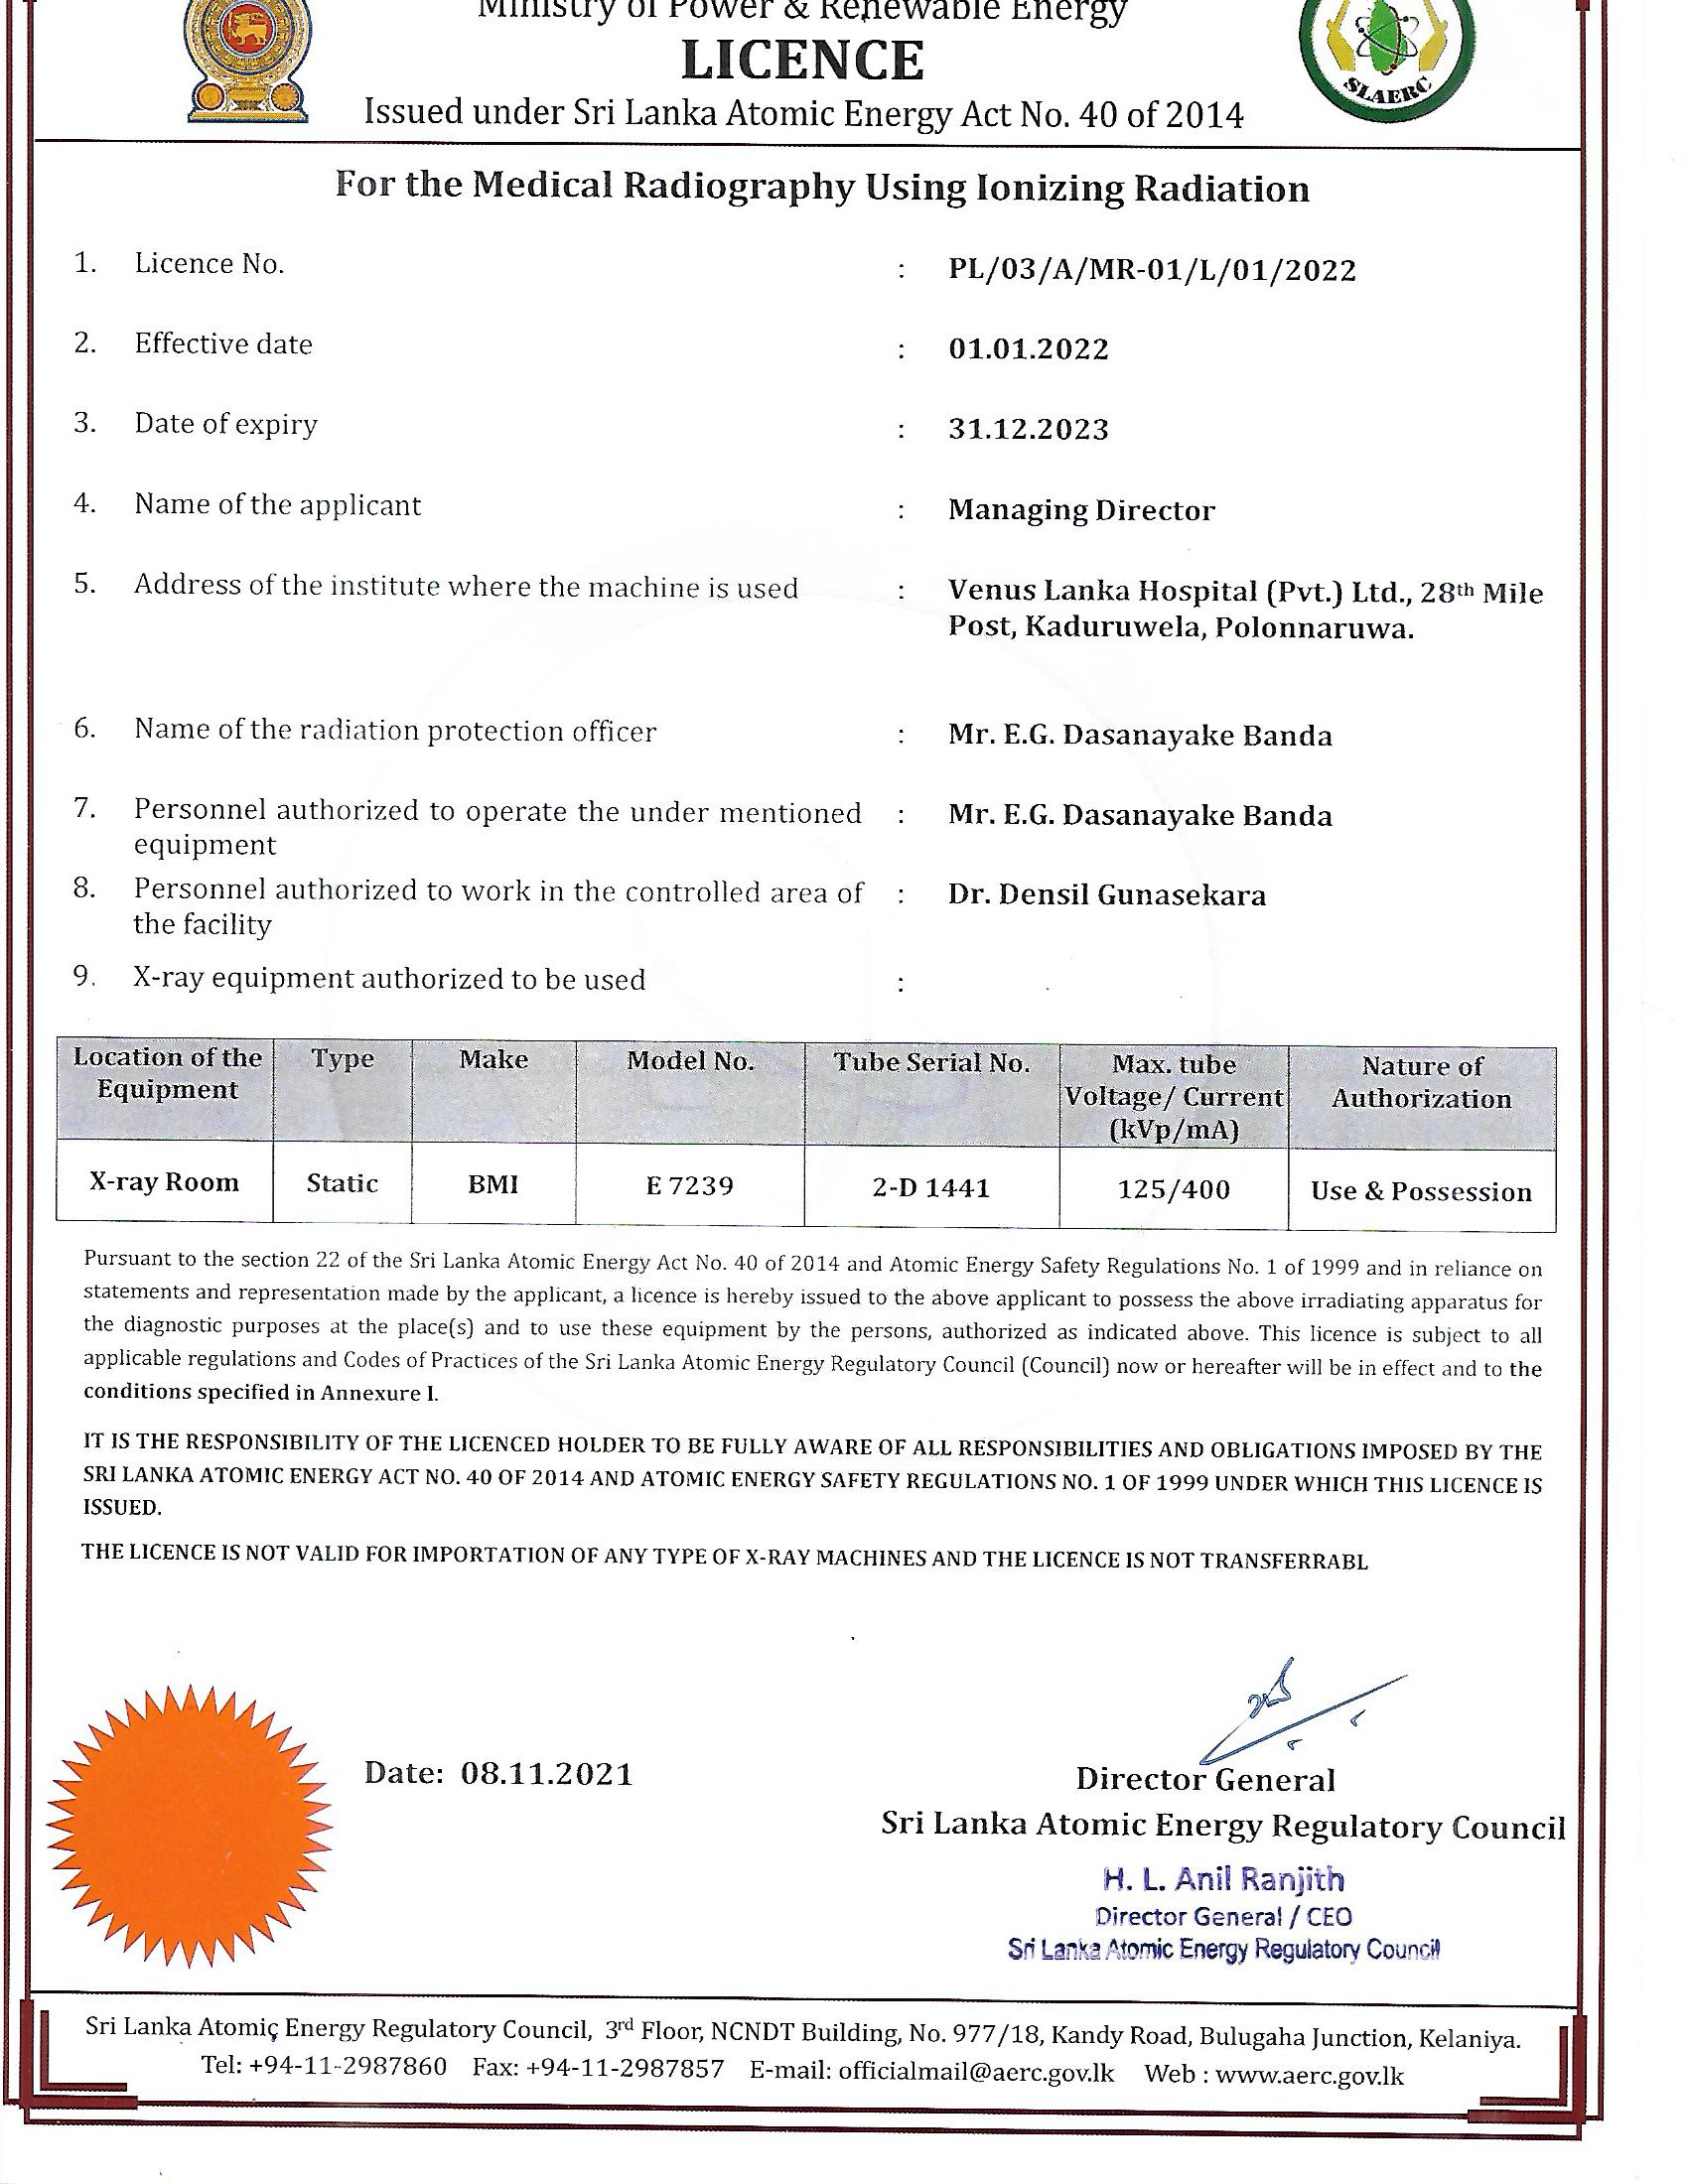 Ministry of Power & Renewable Energy
LICENCE
SLAERC
Issued under Sri Lanka Atomic Energy Act No. 40 of 2014
For the Medical Radiography Using Ionizing Radiation
1. Licence No. : PL/03/A/MR-01/L/01/2022
2. Effective date : 01.01.2022
3. Date of expiry : 31.12.2023
4. Name of the applicant : Managing Director
5. Address of the institute where the machine is used : Venus Lanka Hospital (Pvt.) Ltd., 28th Mile
Post, Kaduruwela, Polonnaruwa.
6. Name of the radiation protection officer : Mr. E.G. Dasanayake Banda
7. Personnel authorized to operate the under mentioned : Mr. E.G. Dasanayake Banda
equipment
8. Personnel authorized to work in the controlled area of : Dr. Densil Gunasekara
the facility
9. X-ray equipment authorized to be used :
Location of the Type Make Model No. Tube Serial No. Max. tube Nature of
Equipment Voltage/ Current Authorization
(kVp/mA)
X-ray Room Static BMI E 7239 2-D 1441 125/400 Use & Possession
Pursuant to the section 22 of the Sri Lanka Atomic Energy Act No. 40 of 2014 and Atomic Energy Safety Regulations No. 1 of 1999 and in reliance on
statements and representation made by the applicant, a licence is hereby issued to the above applicant to possess the above irradiating apparatus for
the diagnostic purposes at the place(s) and to use these equipment by the persons, authorized as indicated above. This licence is subject to all
applicable regulations and Codes of Practices of the Sri Lanka Atomic Energy Regulatory Council (Council) now or hereafter will be in effect and to the
conditions specified in Annexure I.
IT IS THE RESPONSIBILITY OF THE LICENCED HOLDER TO BE FULLY AWARE OF ALL RESPONSIBILITIES AND OBLIGATIONS IMPOSED BY THE
SRI LANKA ATOMIC ENERGY ACT NO. 40 OF 2014 AND ATOMIC ENERGY SAFETY REGULATIONS NO. 1 OF 1999 UNDER WHICH THIS LICENCE IS
ISSUED.
THE LICENCE IS NOT VALID FOR IMPORTATION OF ANY TYPE OF X-RAY MACHINES AND THE LICENCE IS NOT TRANSFERRABL
Date: 08.11.2021
Director General
Sri Lanka Atomic Energy Regulatory Council
H. L. Anil Ranjith
Director General / CEO
Sri Lanka Atomic Energy Regulatory Council
Sri Lanka Atomic Energy Regulatory Council, 3rd Floor, NCNDT Building, No. 977/18, Kandy Road, Bulugaha Junction, Kelaniya.
Tel: +94-11-2987860 Fax: +94-11-2987857 E-mail: officialmail@aerc.gov.lk Web : www.aerc.gov.lk